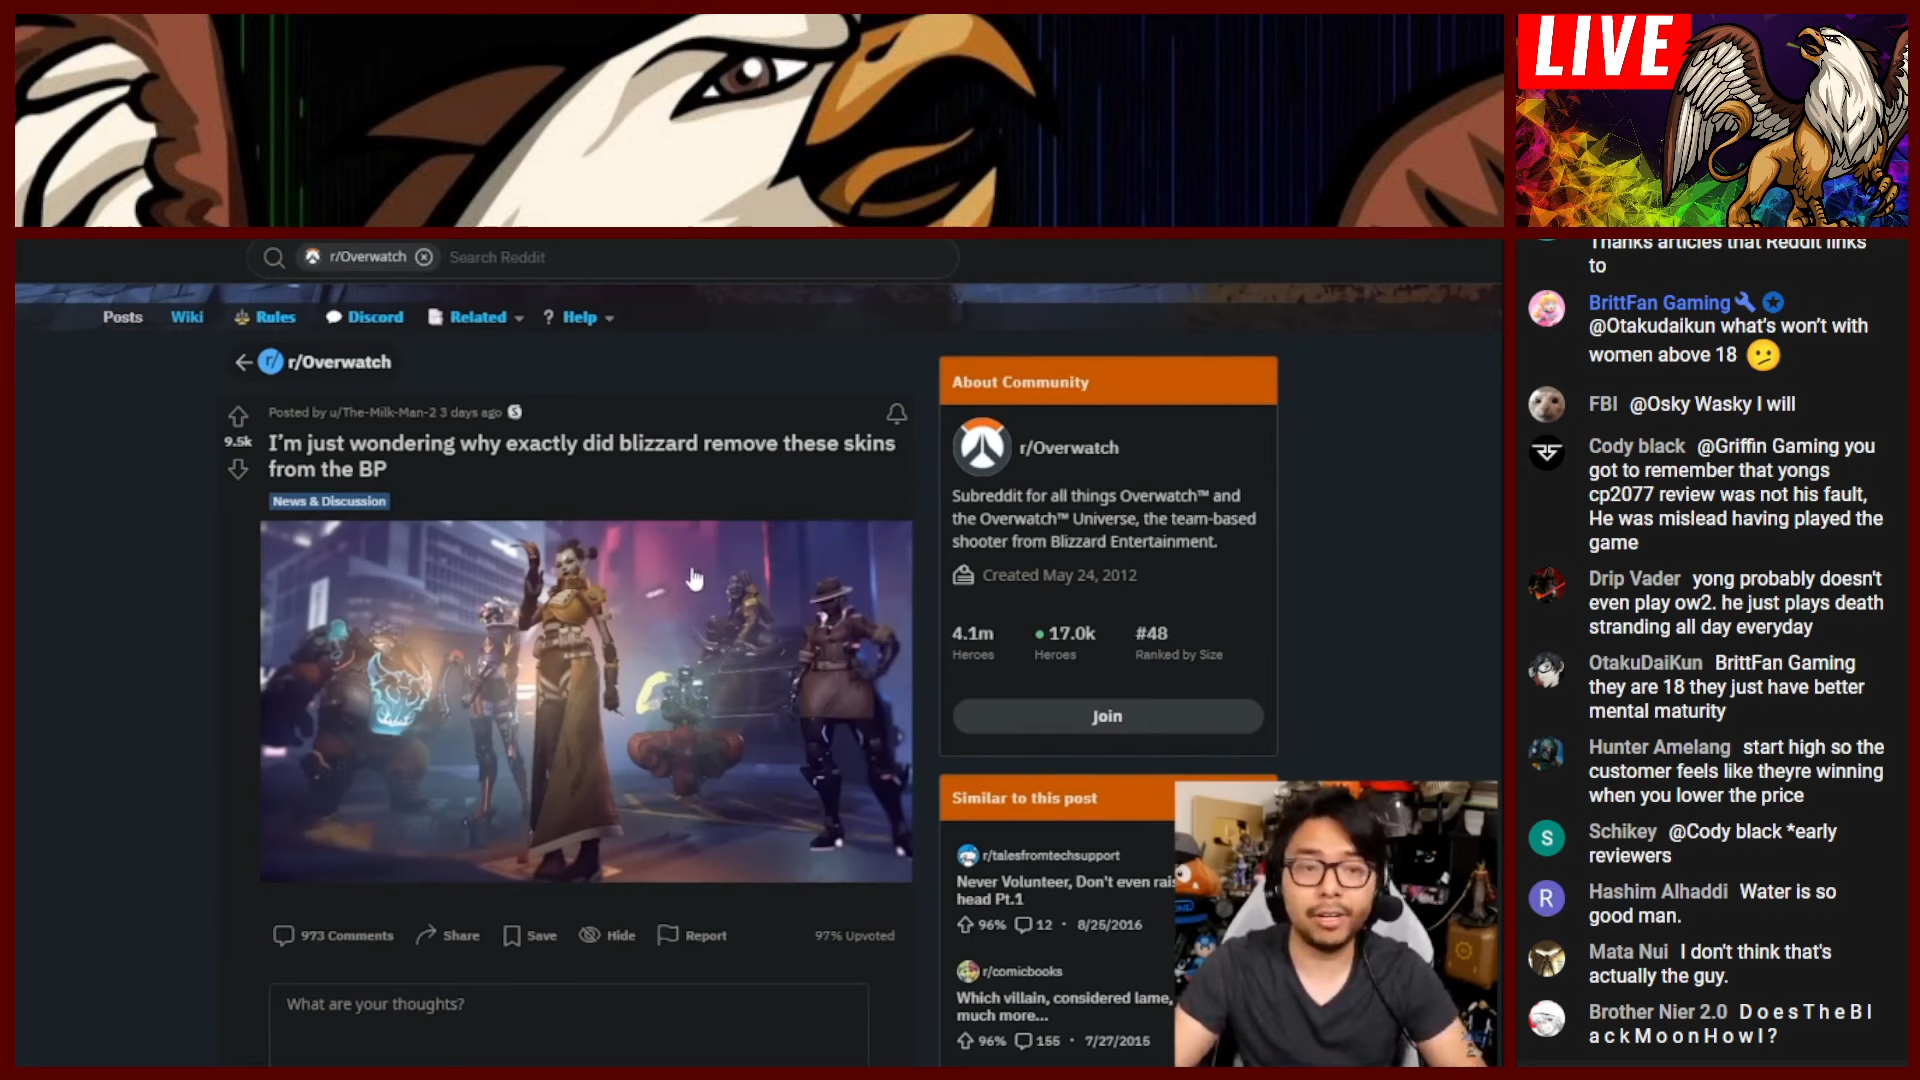 LIVE
r/Overwatch
Search Reddit
Posts
Wiki
Rules
Discord
Related
? Help
r/ r/Overwatch
Posted by u/The-Milk-Man-2 3 days ago
9.5k
I'm just wondering why exactly did blizzard remove these skins
from the BP
News & Discussion
973 Comments
Share
Save
Hide
Report
97% Upvoted
What are your thoughts?
About Community
r/Overwatch
Subreddit for all things Overwatch™ and
the Overwatch™ Universe, the team-based
shooter from Blizzard Entertainment.
Created May 24, 2012
4.1m
17.0k
#48
Heroes
Heroes
Ranked by Size
Join
Similar to this post
r/talesfromtechsupport
Never Volunteer, Don't even rais
head Pt.1
96% 12 · 8/25/2016
r/comicbooks
Which villain, considered lame,
much more...
96% 155 · 7/27/2015
Thanks articles that Reddit links
to
BrittFan Gaming
@Otakudaikun what's won't with
women above 18
FBI @Osky Wasky I will
Cody black @Griffin Gaming you
got to remember that yongs
cp2077 review was not his fault,
He was mislead having played the
game
Drip Vader yong probably doesn't
even play ow2. he just plays death
stranding all day everyday
OtakuDaiKun BrittFan Gaming
they are 18 they just have better
mental maturity
Hunter Amelang start high so the
customer feels like theyre winning
when you lower the price
S
Schikey @Cody black *early
reviewers
R
Hashim Alhaddi Water is so
good man.
Mata Nui I don't think that's
actually the guy.
Brother Nier 2.0 D o e s T h e B l
a c k M o o n H o w l ?